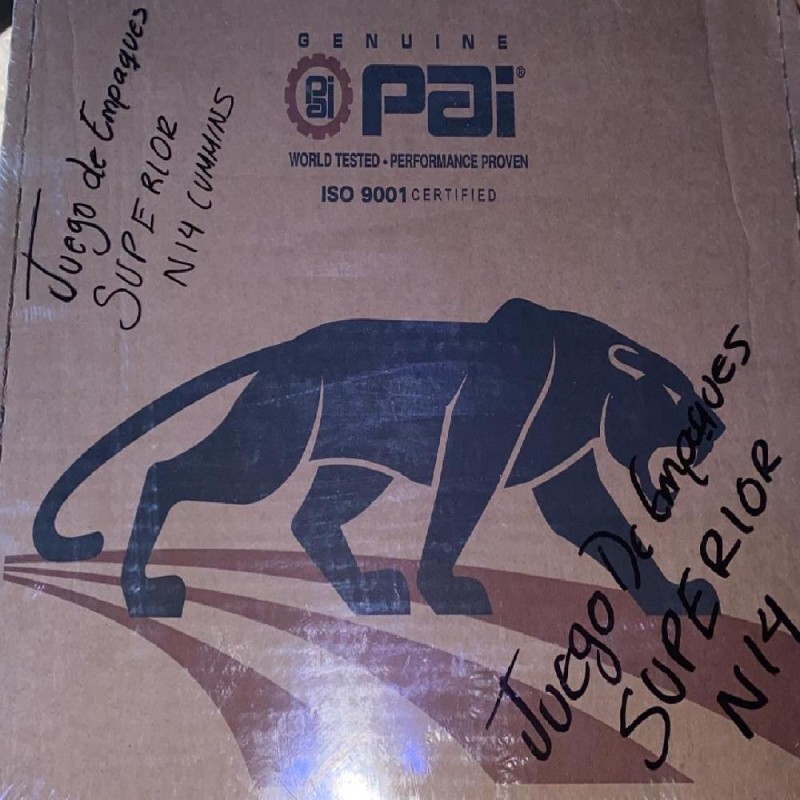 GENUINE
pai pai®
WORLD TESTED • PERFORMANCE PROVEN
ISO 9001 CERTIFIED
Juego de Empaques
SUPERIOR
N14 CUMMINS
Juego De Empaques
SUPERIOR
N14